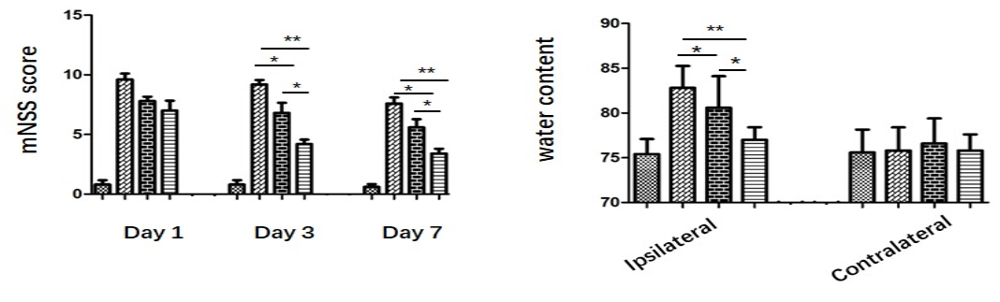 mNSS score
15
10
5
0
**
*
*
**
*
*
Day 1
Day 3
Day 7
water content
90
85
80
75
70
**
*
*
Ipsilateral
Contralateral